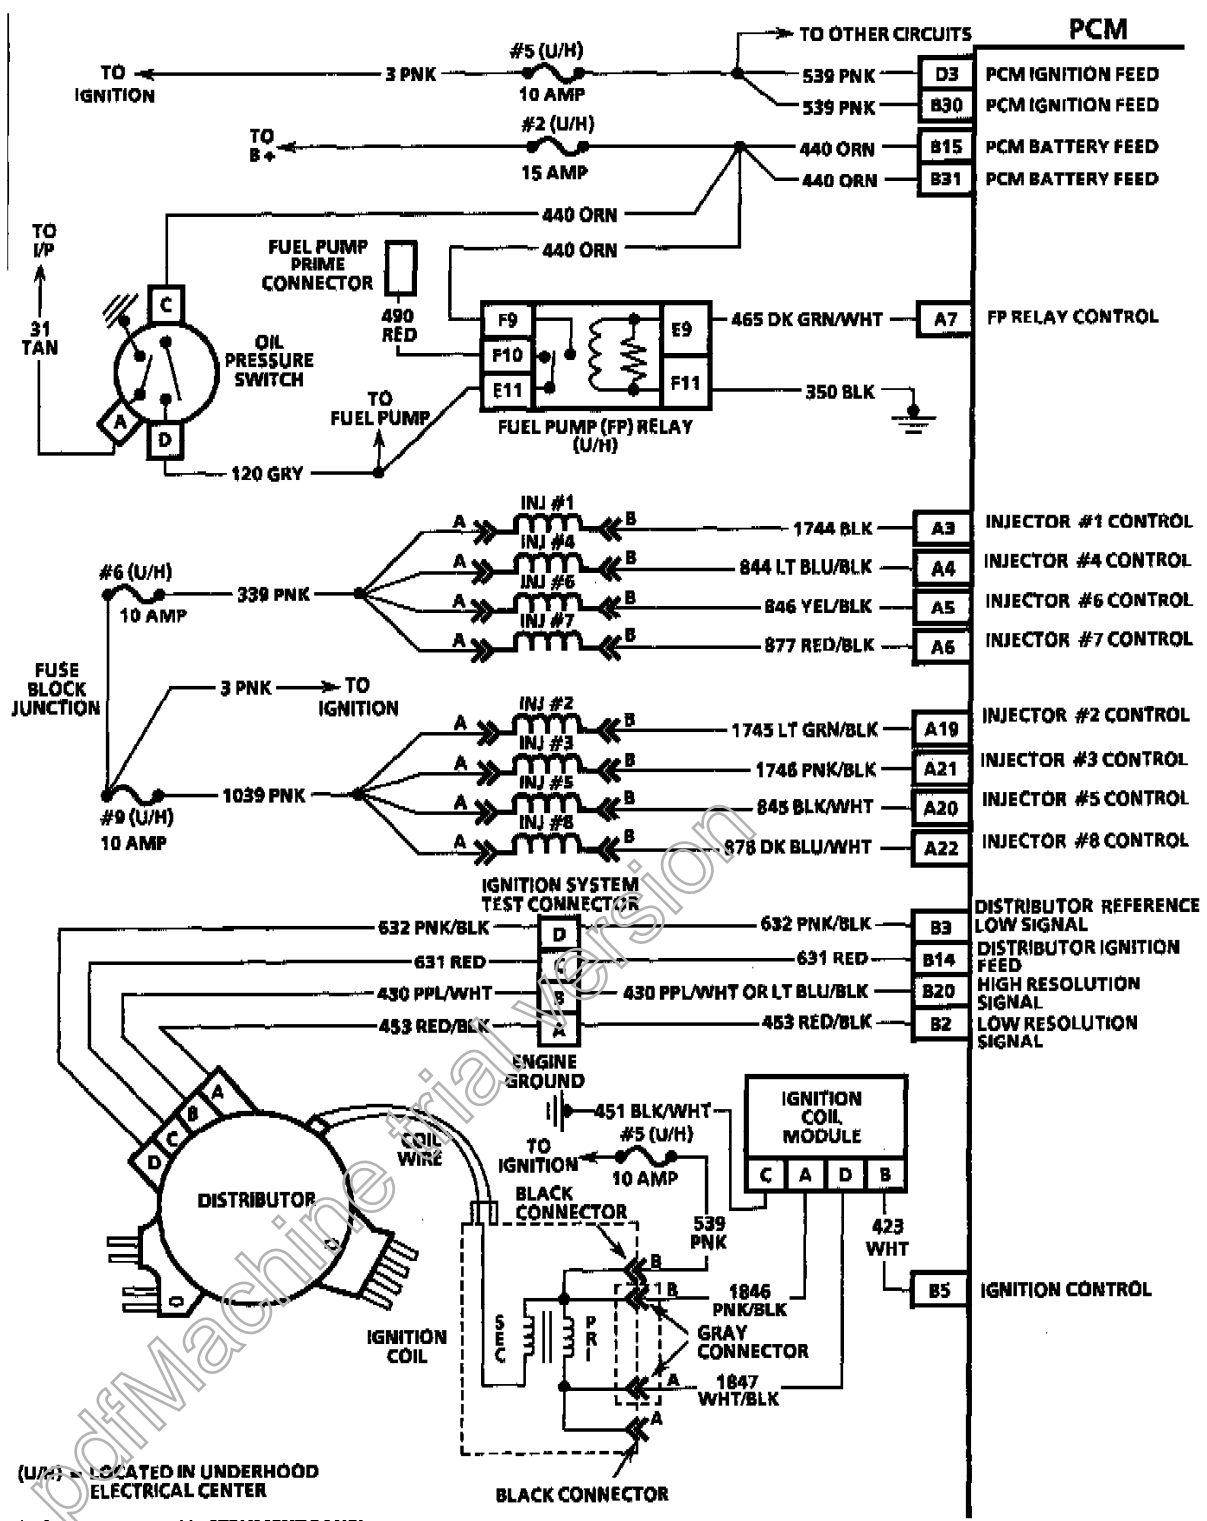 PCM
TO OTHER CIRCUITS
#5 (U/H)
TO
IGNITION
3 PNK
10 AMP
539 PNK
D3
PCM IGNITION FEED
539 PNK
B30
PCM IGNITION FEED
#2 (U/H)
TO
B+
15 AMP
440 ORN
B15
PCM BATTERY FEED
440 ORN
B31
PCM BATTERY FEED
440 ORN
440 ORN
TO
I/P
FUEL PUMP
PRIME
CONNECTOR
490
RED
31
TAN
C
OIL
PRESSURE
SWITCH
A
D
F9
F10
E11
E9
F11
465 DK GRN/WHT
A7
FP RELAY CONTROL
350 BLK
TO
FUEL PUMP
FUEL PUMP (FP) RELAY
(U/H)
120 GRY
INJ #1
A
B
1744 BLK
A3
INJECTOR #1 CONTROL
INJ #4
A
B
844 LT BLU/BLK
A4
INJECTOR #4 CONTROL
#6 (U/H)
10 AMP
339 PNK
INJ #6
A
B
846 YEL/BLK
A5
INJECTOR #6 CONTROL
INJ #7
A
B
877 RED/BLK
A6
INJECTOR #7 CONTROL
FUSE
BLOCK
JUNCTION
3 PNK
TO
IGNITION
INJ #2
A
B
1745 LT GRN/BLK
A19
INJECTOR #2 CONTROL
INJ #3
A
B
1746 PNK/BLK
A21
INJECTOR #3 CONTROL
#9 (U/H)
10 AMP
1039 PNK
INJ #5
A
B
845 BLK/WHT
A20
INJECTOR #5 CONTROL
INJ #8
A
B
878 DK BLU/WHT
A22
INJECTOR #8 CONTROL
IGNITION SYSTEM
TEST CONNECTOR
632 PNK/BLK
D
632 PNK/BLK
B3
DISTRIBUTOR REFERENCE
LOW SIGNAL
631 RED
C
631 RED
B14
DISTRIBUTOR IGNITION
FEED
430 PPL/WHT
B
430 PPL/WHT OR LT BLU/BLK
B20
HIGH RESOLUTION
SIGNAL
453 RED/BLK
A
453 RED/BLK
B2
LOW RESOLUTION
SIGNAL
ENGINE
GROUND
451 BLK/WHT
IGNITION
COIL
MODULE
C
A
D
B
A
B
C
D
DISTRIBUTOR
COIL
WIRE
TO
IGNITION
#5 (U/H)
10 AMP
BLACK
CONNECTOR
539
PNK
423
WHT
B5
IGNITION CONTROL
B
B
1846
PNK/BLK
SEC
PRI
GRAY
CONNECTOR
IGNITION
COIL
A
1847
WHT/BLK
A
BLACK CONNECTOR
(U/H) = LOCATED IN UNDERHOOD
ELECTRICAL CENTER
pdfMachine trial version